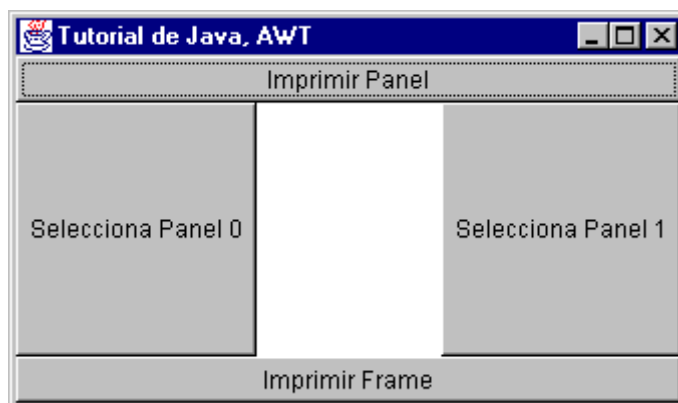 Tutorial de Java, AWT
Imprimir Panel
Selecciona Panel 0
Selecciona Panel 1
Imprimir Frame